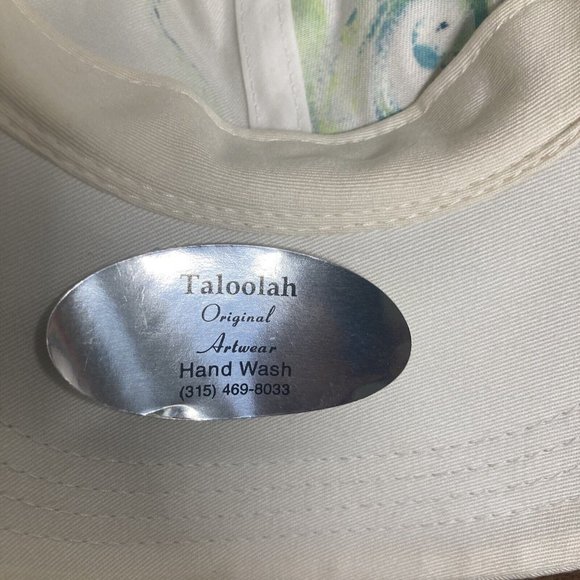 Taloolah
Original
Artwear
Hand Wash
(315) 469-8033